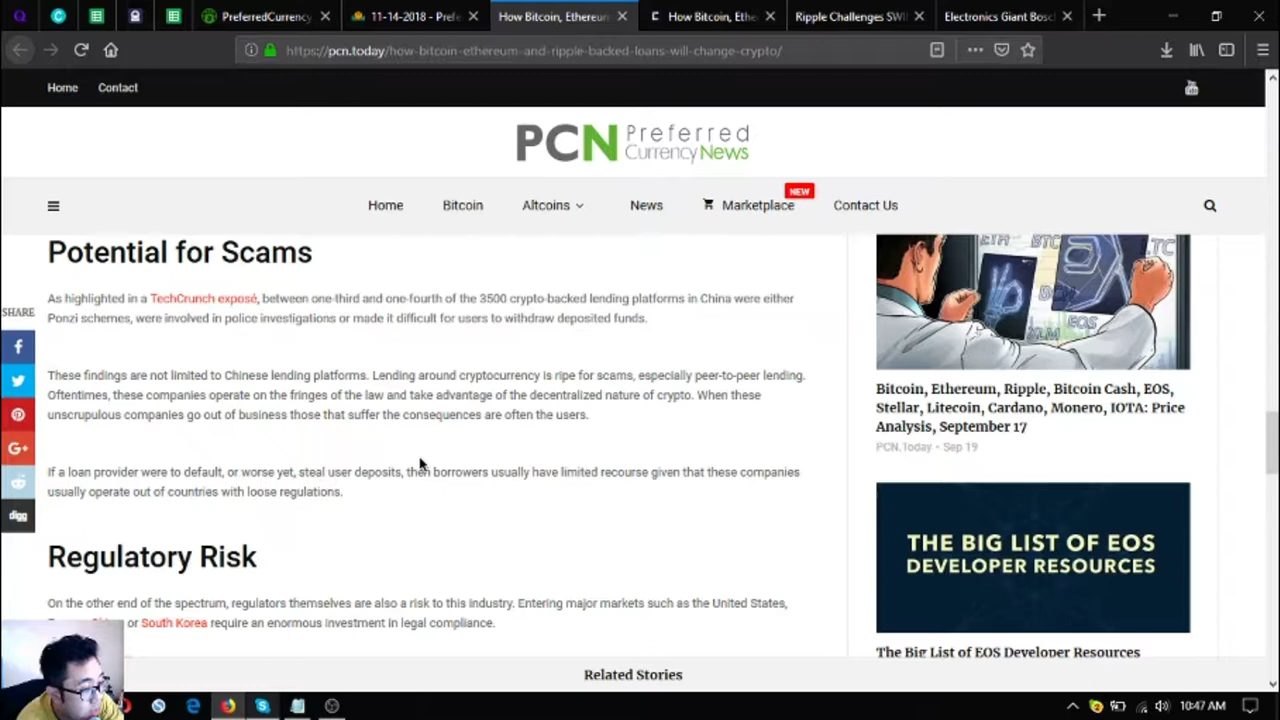 PreferredCurrency
11-14-2018 - Prefe
How Bitcoin, Ethereum
How Bitcoin, Ethe
Ripple Challenges SWI
Electronics Giant Bosc
https://pcn.today/how-bitcoin-ethereum-and-ripple-backed-loans-will-change-crypto/
Home Contact
PCN Preferred
CurrencyNews
NEW
Home Bitcoin Altcoins News Marketplace Contact Us
Potential for Scams
As highlighted in a TechCrunch exposé, between one-third and one-fourth of the 3500 crypto-backed lending platforms in China were either
Ponzi schemes, were involved in police investigations or made it difficult for users to withdraw deposited funds.
SHARE
These findings are not limited to Chinese lending platforms. Lending around cryptocurrency is ripe for scams, especially peer-to-peer lending.
Oftentimes, these companies operate on the fringes of the law and take advantage of the decentralized nature of crypto. When these
unscrupulous companies go out of business those that suffer the consequences are often the users.
If a loan provider were to default, or worse yet, steal user deposits, then borrowers usually have limited recourse given that these companies
usually operate out of countries with loose regulations.
digg
Regulatory Risk
On the other end of the spectrum, regulators themselves are also a risk to this industry. Entering major markets such as the United States,
or South Korea require an enormous investment in legal compliance.
ETH BTC LTC
BCH
EOS
XLM
Bitcoin, Ethereum, Ripple, Bitcoin Cash, EOS,
Stellar, Litecoin, Cardano, Monero, IOTA: Price
Analysis, September 17
PCN.Today - Sep 19
THE BIG LIST OF EOS
DEVELOPER RESOURCES
The Big List of EOS Developer Resources
Related Stories
10:47 AM